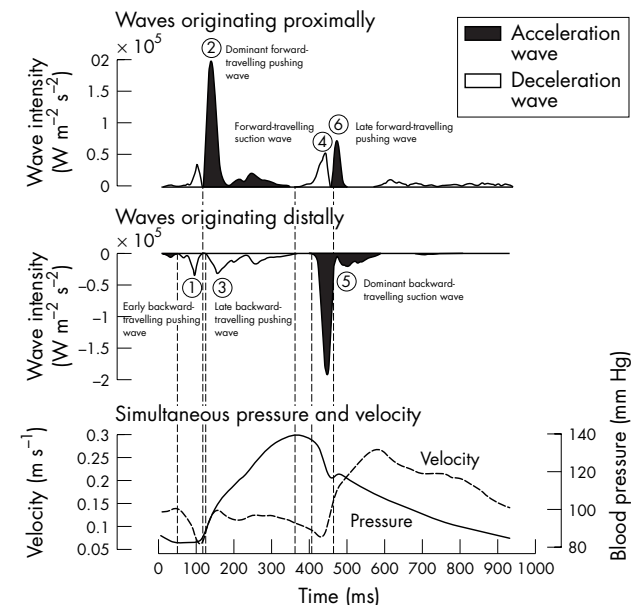 Waves originating proximally
× 10⁵
Wave intensity
(W m⁻² s⁻²)
02
1.5
1
0.5
0
2
Dominant forward-
travelling pushing
wave
Forward-travelling
suction wave
4
6
Late forward-travelling
pushing wave
Acceleration
wave
Deceleration
wave
Waves originating distally
× 10⁵
Wave intensity
(W m⁻² s⁻²)
0
–0.5
–1
–1.5
–2
1
Early backward-
travelling pushing
wave
3
Late backward-
travelling pushing
wave
5
Dominant backward-
travelling suction wave
Simultaneous pressure and velocity
Velocity (m s⁻¹)
0.3
0.25
0.2
0.15
0.1
0.05
Velocity
Pressure
Blood pressure (mm Hg)
140
120
100
80
0 100 200 300 400 500 600 700 800 900 1000
Time (ms)